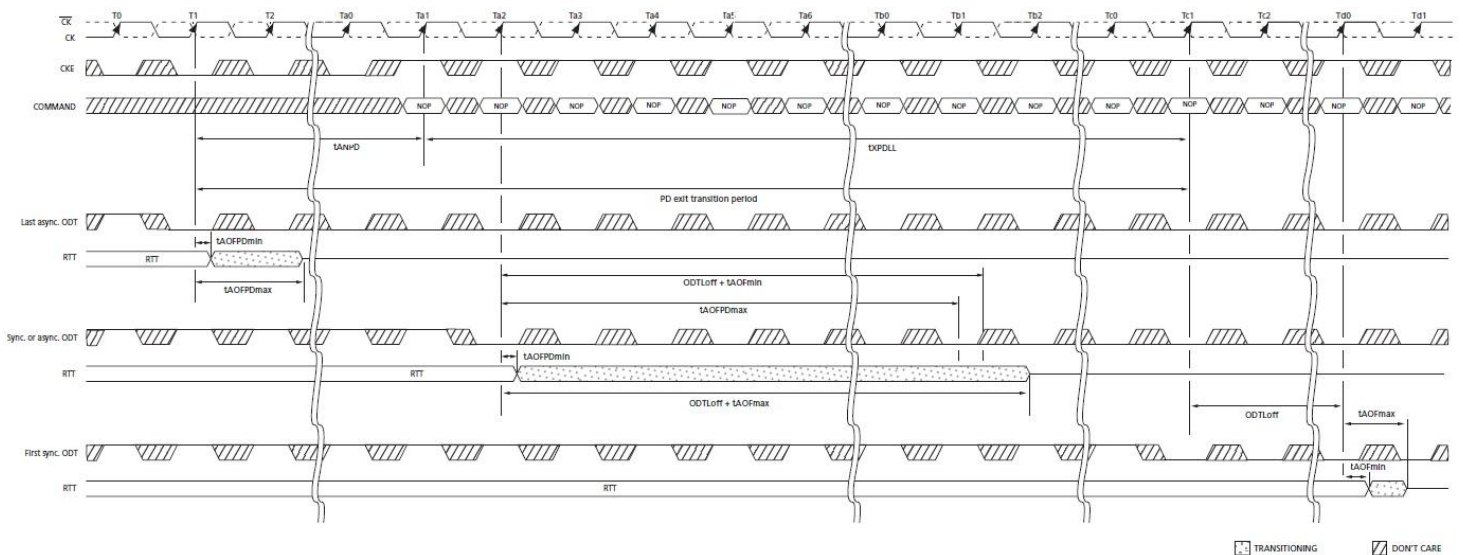 T0 T1 T2 Ta0 Ta1 Ta2 Ta3 Ta4 Ta5 Ta6 Tb0 Tb1 Tb2 Tc0 Tc1 Tc2 Td0 Td1
CK
CK
CKE
COMMAND NOP NOP NOP NOP NOP NOP NOP NOP NOP NOP NOP NOP NOP NOP
tANPD tXPDLL
PD exit transition period
Last async. ODT
tAOFPDmin
RTT RTT
ODTLoff + tAOFmin
tAOFPDmax
tAOFPDmax
Sync. or async. ODT
tAOFPDmin
RTT RTT
ODTLoff + tAOFmax
ODTLoff tAOFmax
First sync. ODT
tAOFmin
RTT RTT
TRANSITIONING DON'T CARE